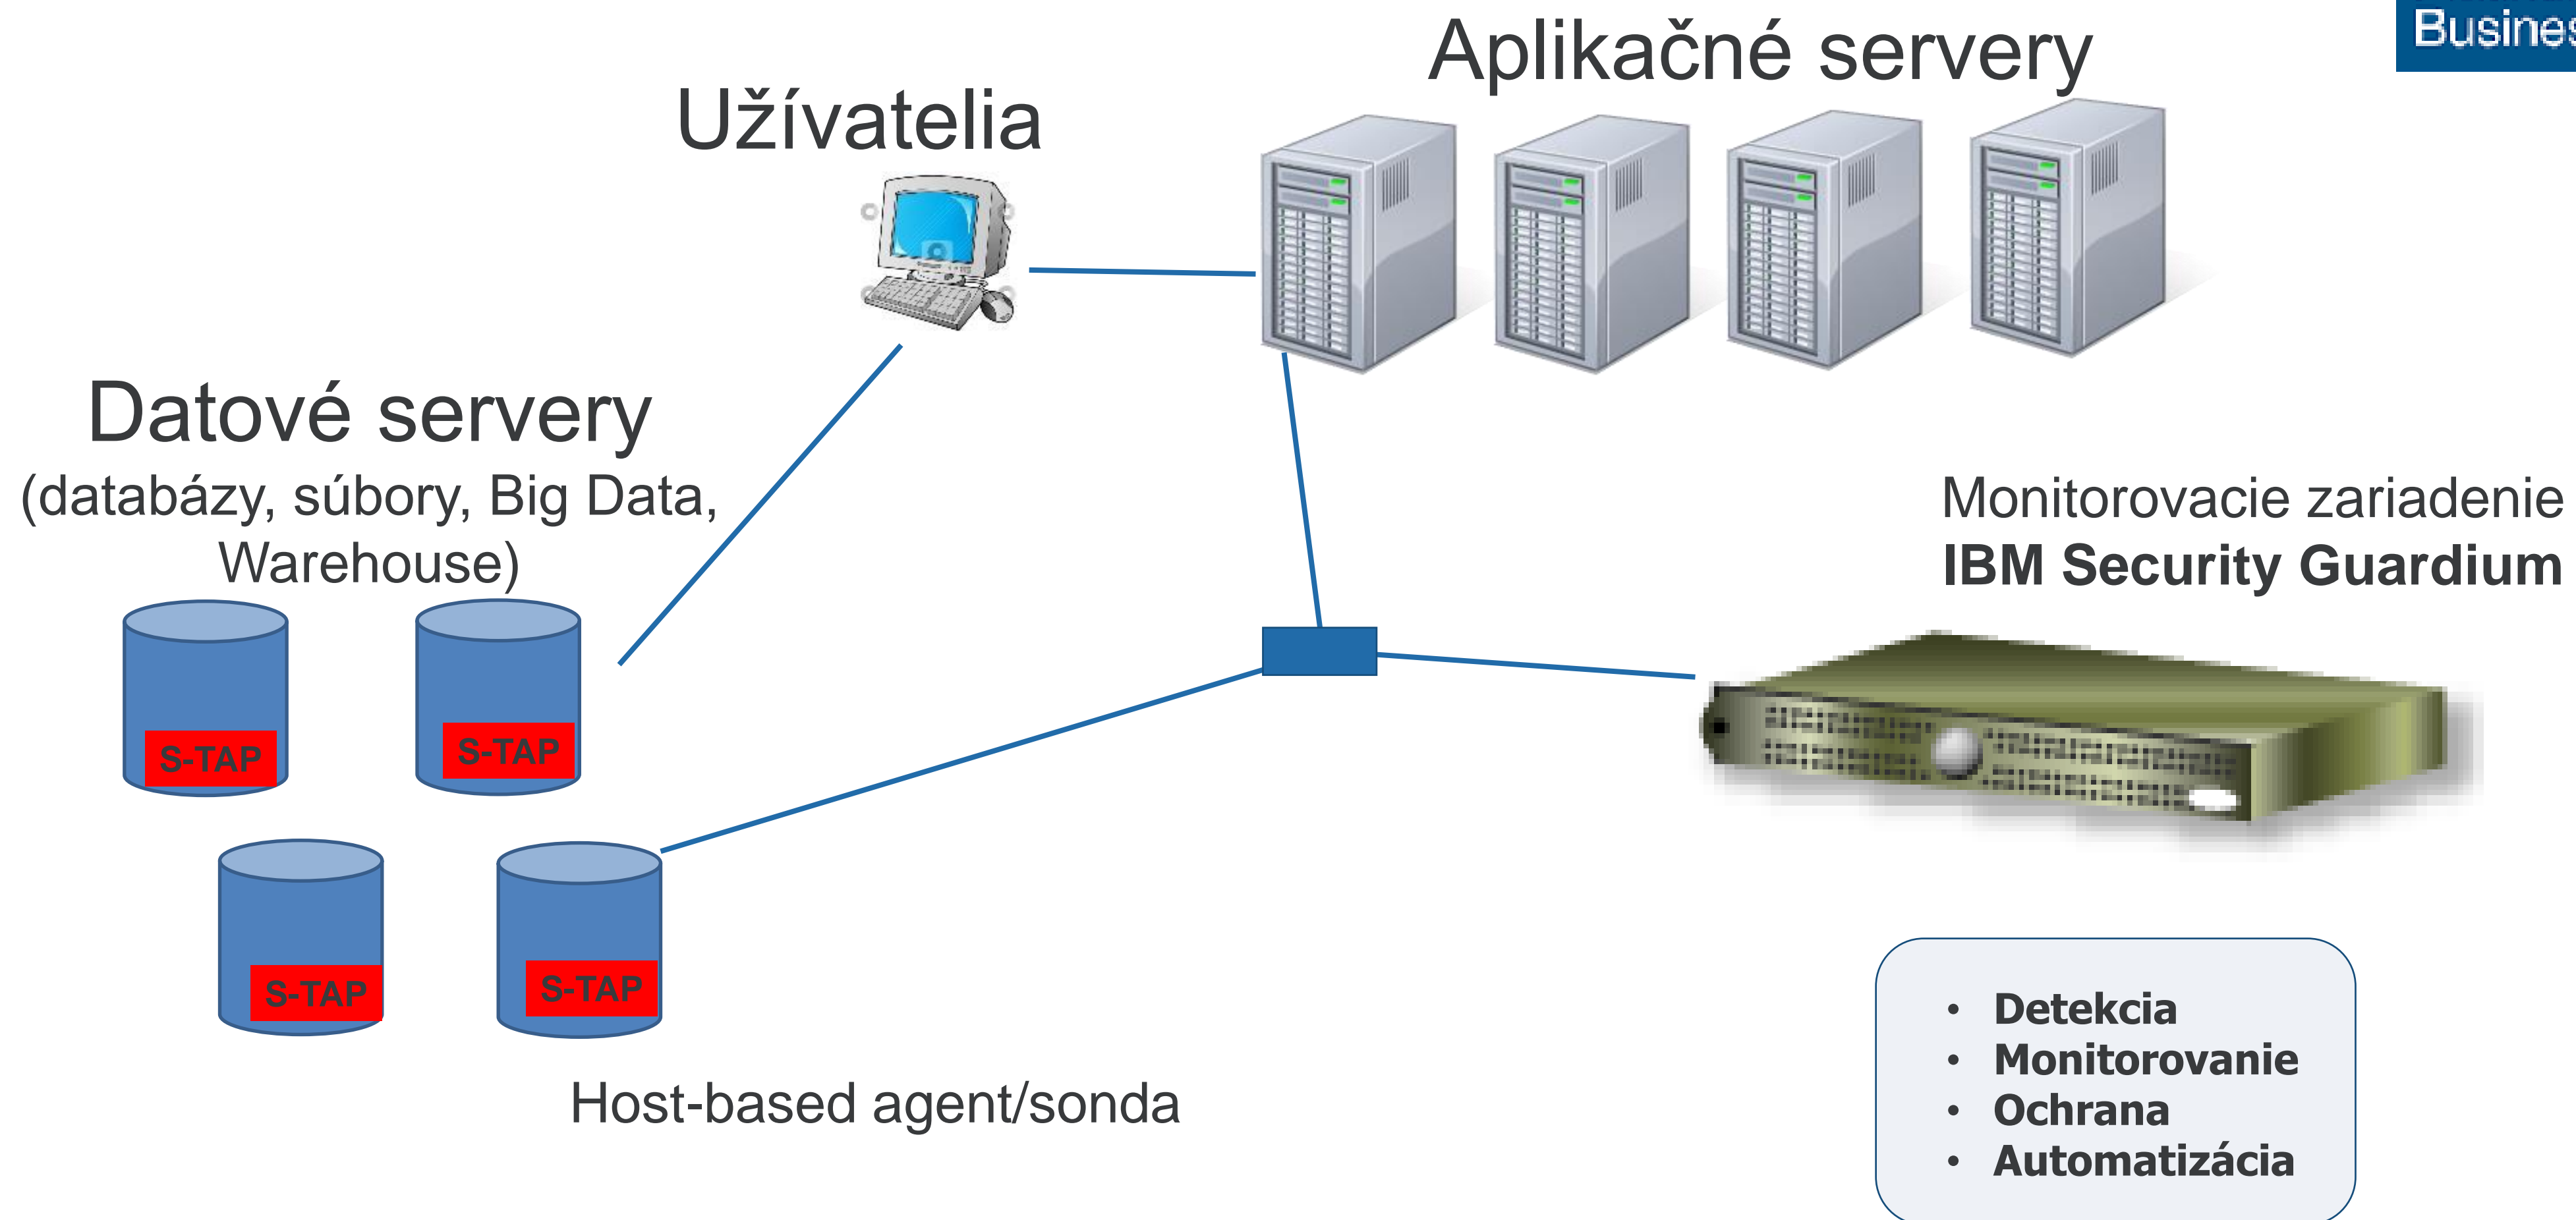 Aplikačné servery
Užívatelia
Datové servery
(databázy, súbory, Big Data,
Warehouse)
Monitorovacie zariadenie
IBM Security Guardium
S-TAP
S-TAP
S-TAP
S-TAP
Host-based agent/sonda
• Detekcia
• Monitorovanie
• Ochrana
• Automatizácia